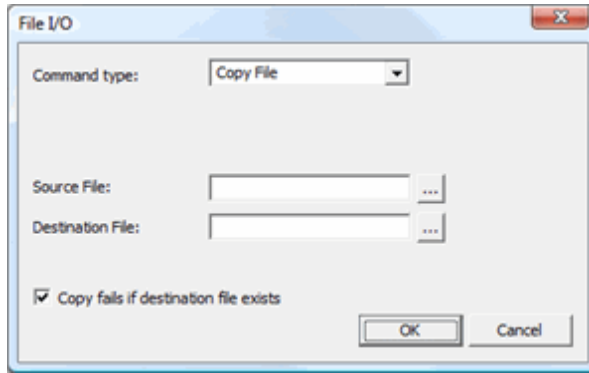 File I/O
Command type: Copy File
Source File: ...
Destination File: ...
Copy fails if destination file exists
OK Cancel